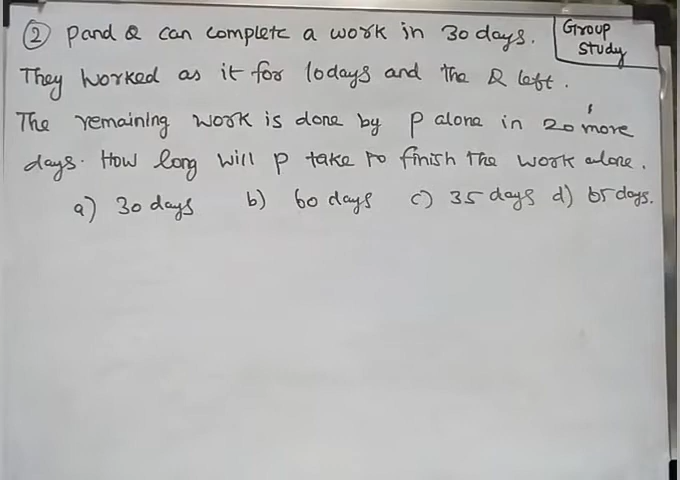 ② P and Q can complete a work in 30 days.
Group Study
They worked as it for 10 days and the Q left.
The remaining work is done by P alone in 20 more
days. How long will P take to finish the work alone.
a) 30 days b) 60 days c) 35 days d) 65 days.